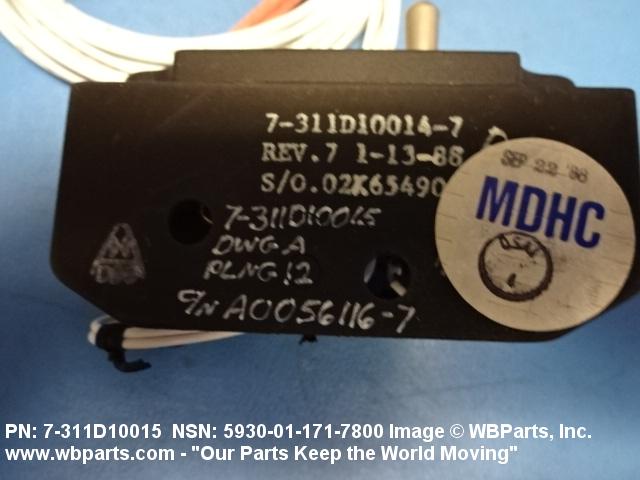 7-311D10014-7
REV.7 1-13-88
S/O.02K65490
SEP 22 '88
MDHC
7-311D10015
DWG A
PLNG 12
P/N A0056116-7
PN: 7-311D10015 NSN: 5930-01-171-7800 Image © WBParts, Inc.
www.wbparts.com - "Our Parts Keep the World Moving"